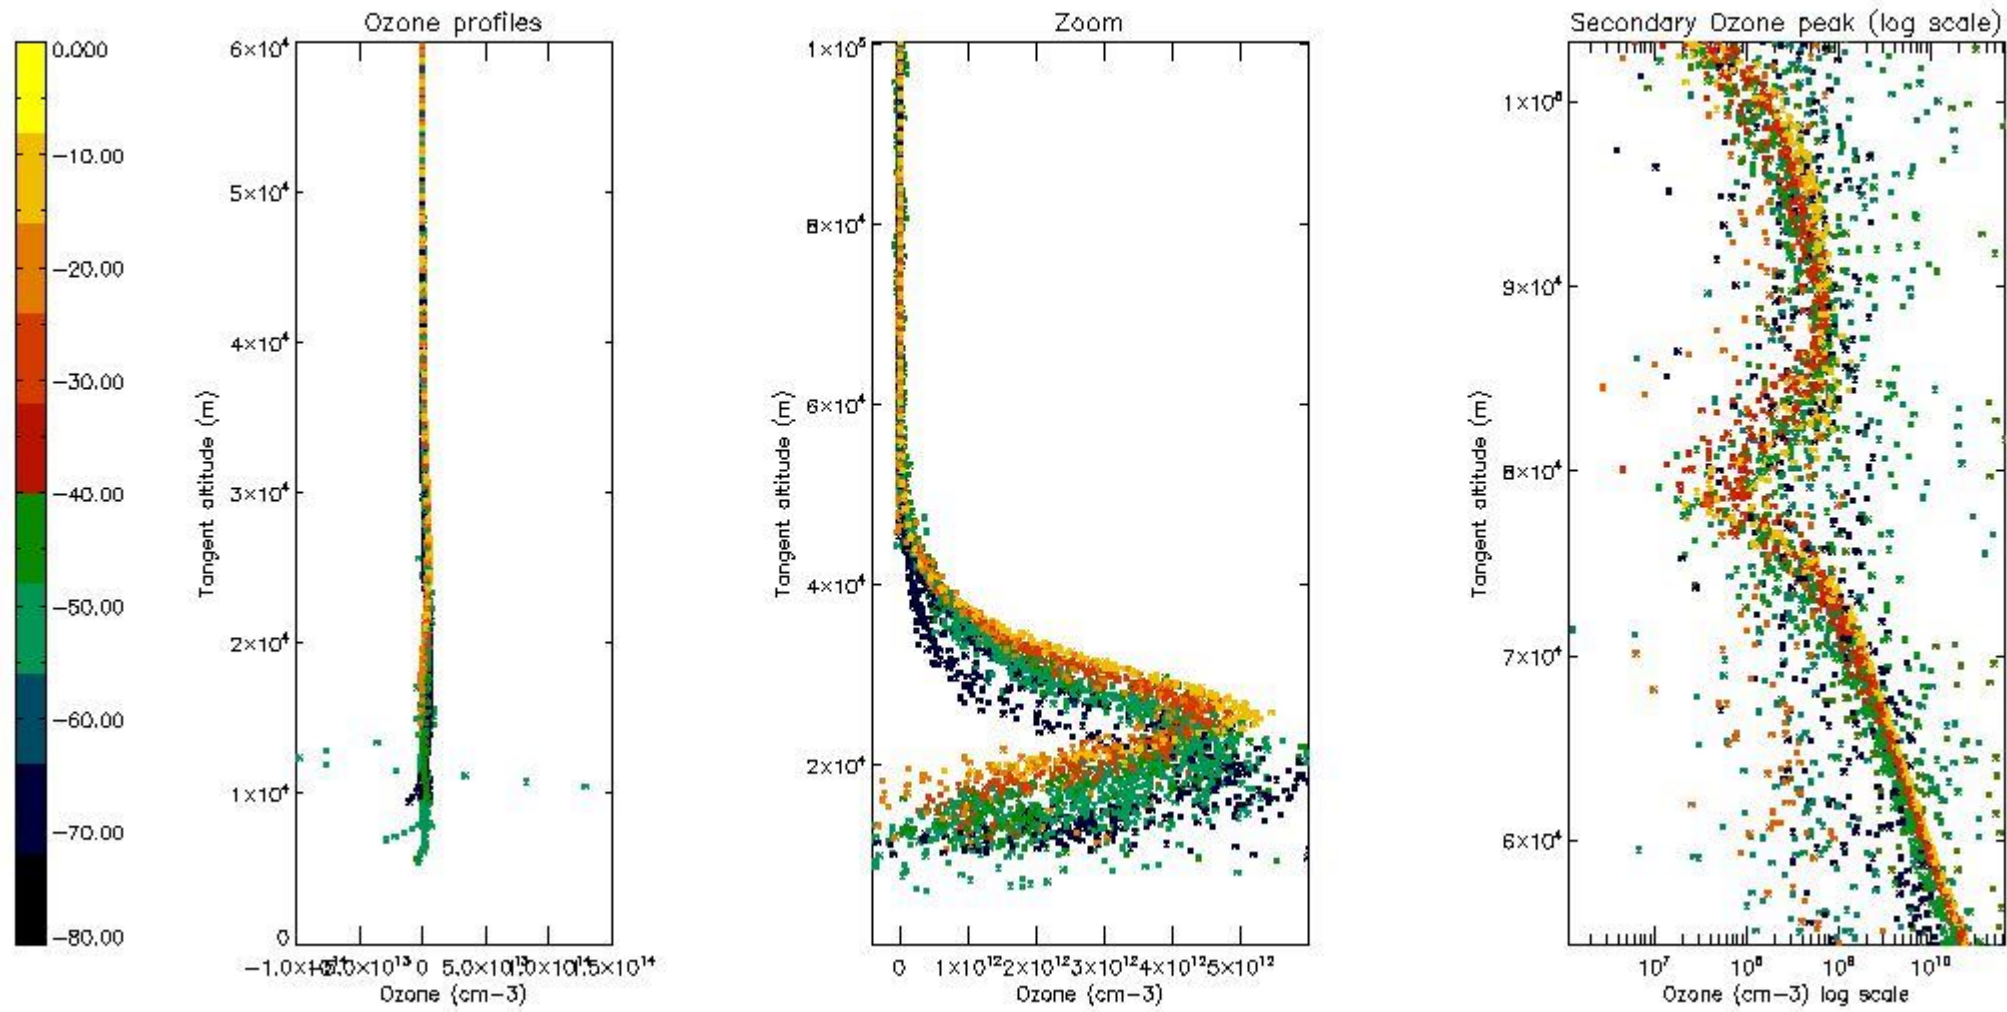 Ozone profiles
Zoom
Secondary Ozone peak (log scale)
0.000
−10.00
−20.00
−30.00
−40.00
−50.00
−60.00
−70.00
−80.00
6×10⁴
5×10⁴
4×10⁴
3×10⁴
2×10⁴
1×10⁴
0
Tangent altitude (m)
0
5.0×10¹³
1.5×10¹⁴
Ozone (cm−3)
1×10⁵
8×10⁴
6×10⁴
4×10⁴
2×10⁴
Tangent altitude (m)
0 1×10¹² 2×10¹² 3×10¹² 4×10¹² 5×10¹²
Ozone (cm−3)
1×10⁵
9×10⁴
8×10⁴
7×10⁴
6×10⁴
Tangent altitude (m)
10⁷ 10⁸ 10⁹ 10¹⁰
Ozone (cm−3) log scale